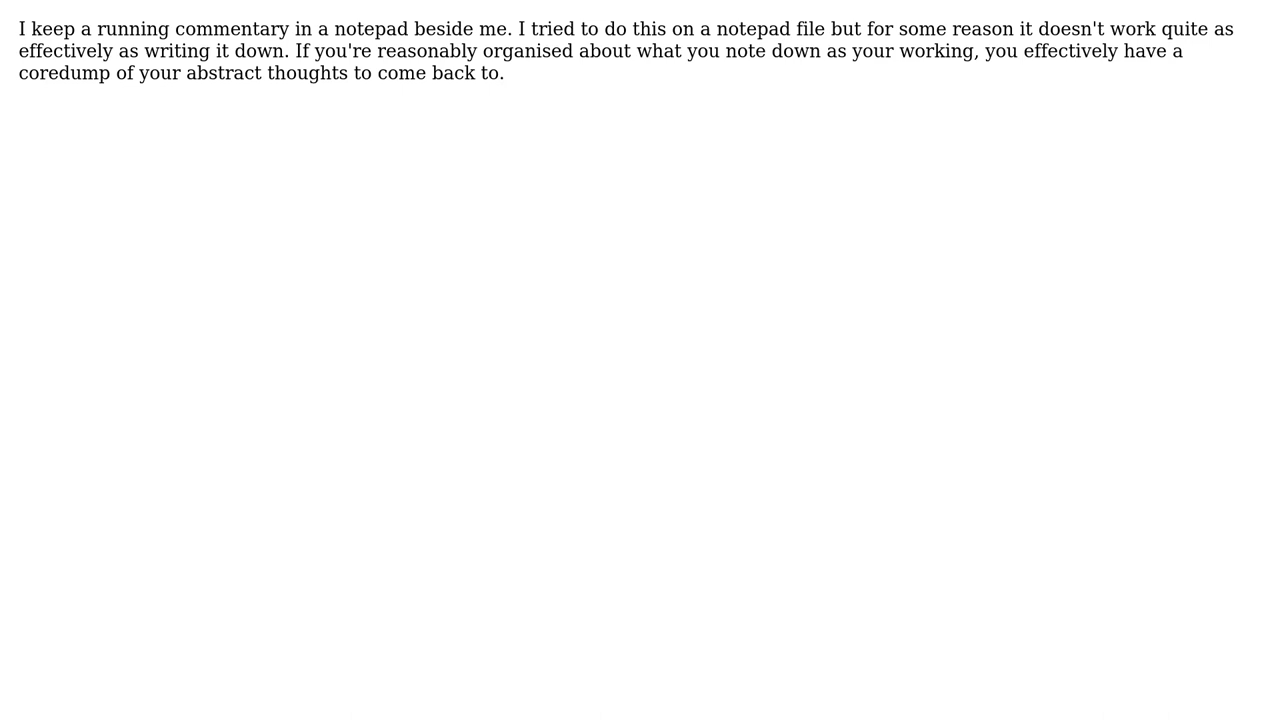 I keep a running commentary in a notepad beside me. I tried to do this on a notepad file but for some reason it doesn't work quite as
effectively as writing it down. If you're reasonably organised about what you note down as your working, you effectively have a
coredump of your abstract thoughts to come back to.